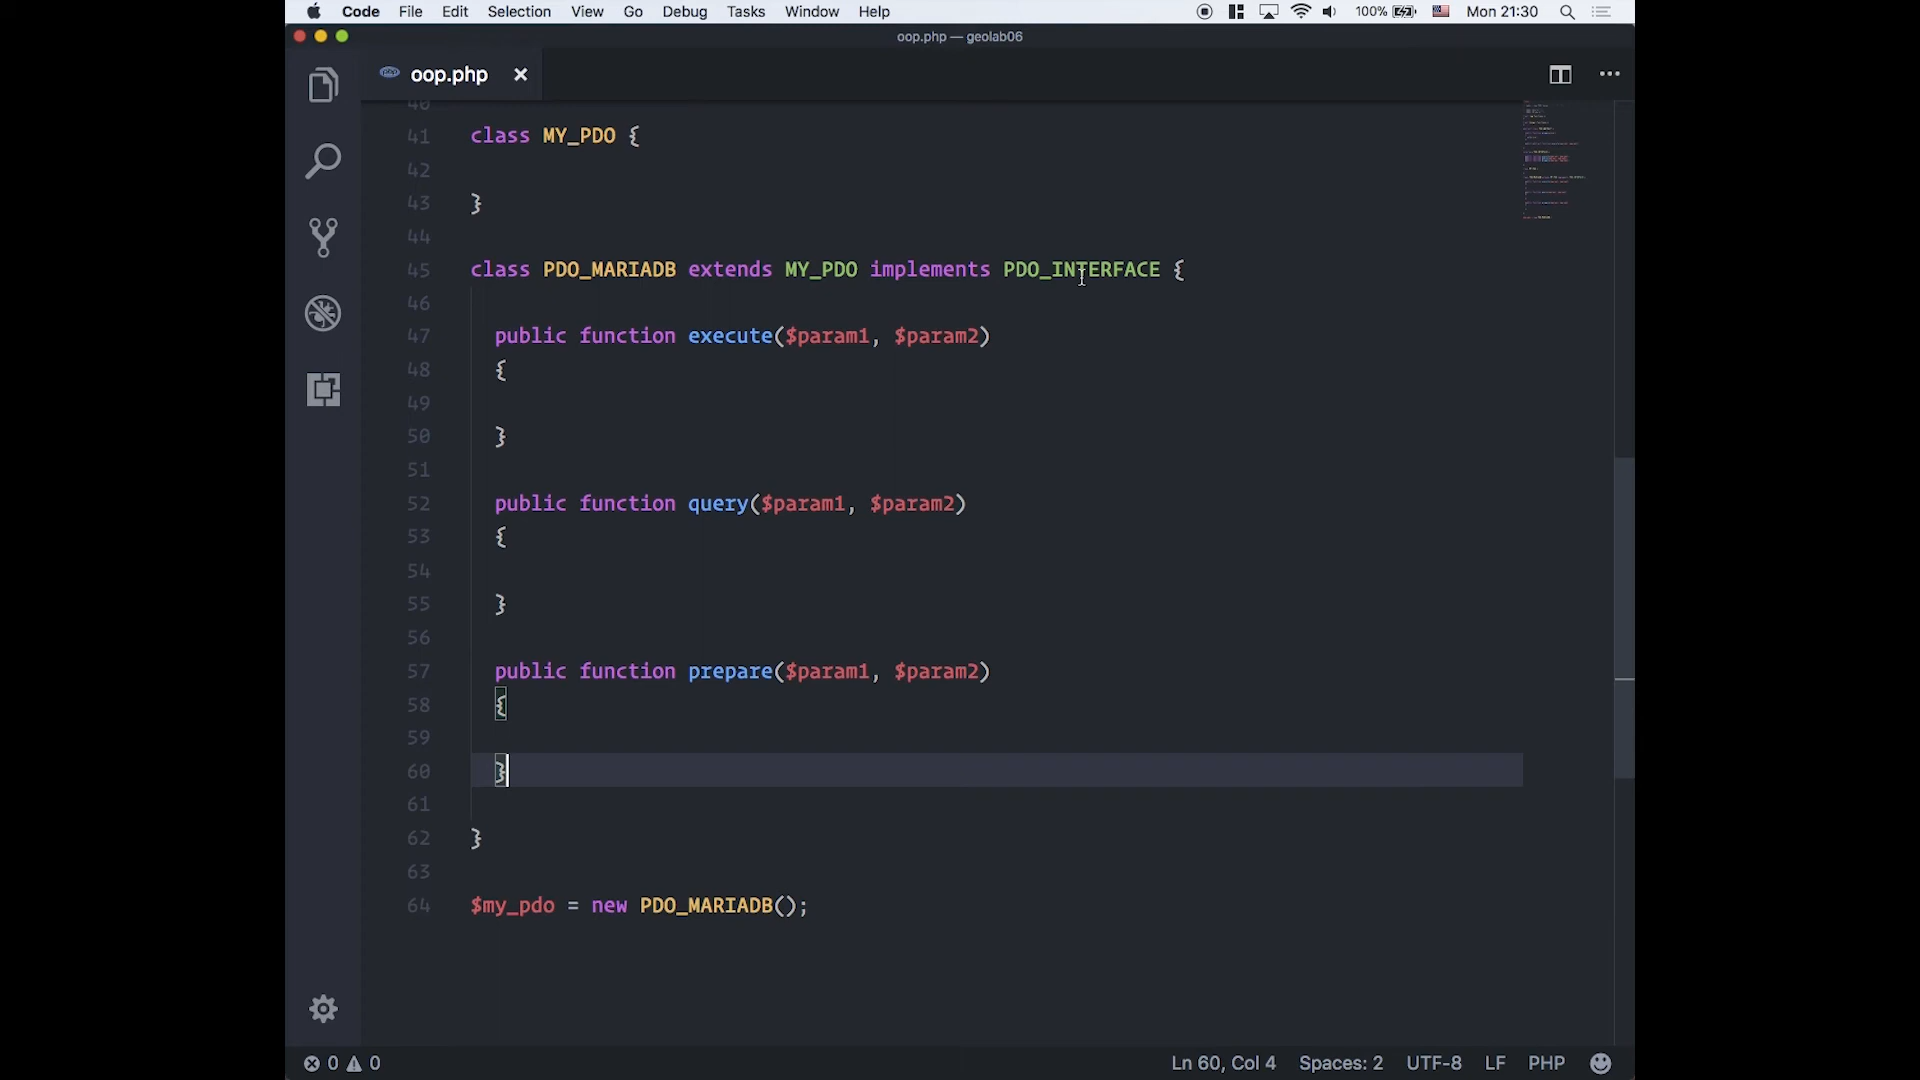 Code File Edit Selection View Go Debug Tasks Window Help 100% Mon 21:30
oop.php — geolab06
php oop.php ×
40
41 class MY_PDO {
42
43 }
44
45 class PDO_MARIADB extends MY_PDO implements PDO_INTERFACE {
46
47 public function execute($param1, $param2)
48 {
49
50 }
51
52 public function query($param1, $param2)
53 {
54
55 }
56
57 public function prepare($param1, $param2)
58 {
59
60 }
61
62 }
63
64 $my_pdo = new PDO_MARIADB();
0 0 Ln 60, Col 4 Spaces: 2 UTF-8 LF PHP